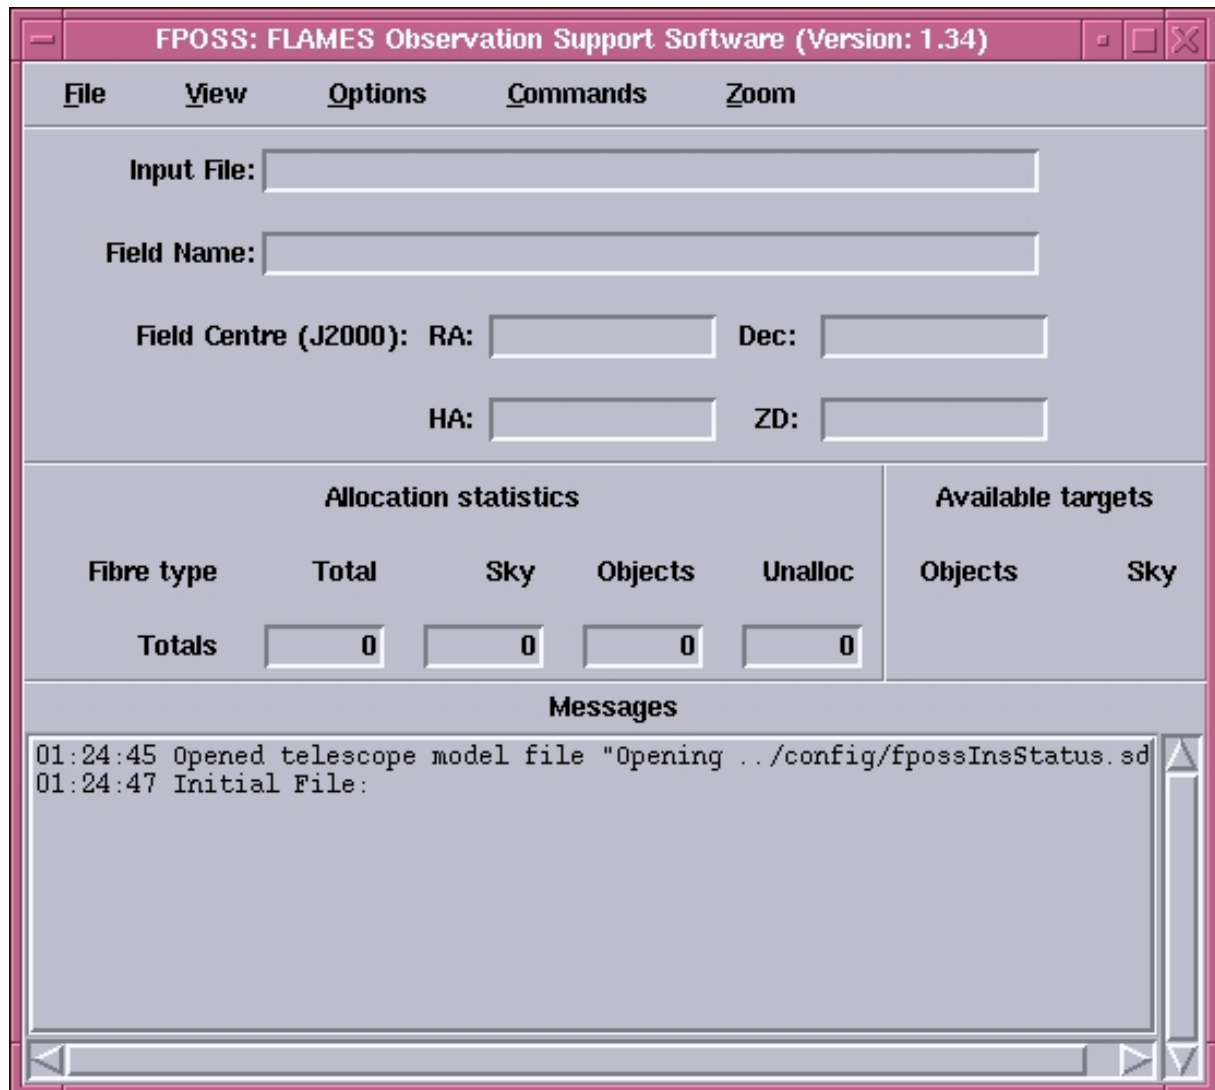 FPOSS: FLAMES Observation Support Software (Version: 1.34)
File View Options Commands Zoom
Input File:
Field Name:
Field Centre (J2000): RA: Dec:
HA: ZD:
Allocation statistics Available targets
Fibre type Total Sky Objects Unalloc Objects Sky
Totals 0 0 0 0
Messages
01:24:45 Opened telescope model file "Opening ../config/fpossInsStatus.sd
01:24:47 Initial File: